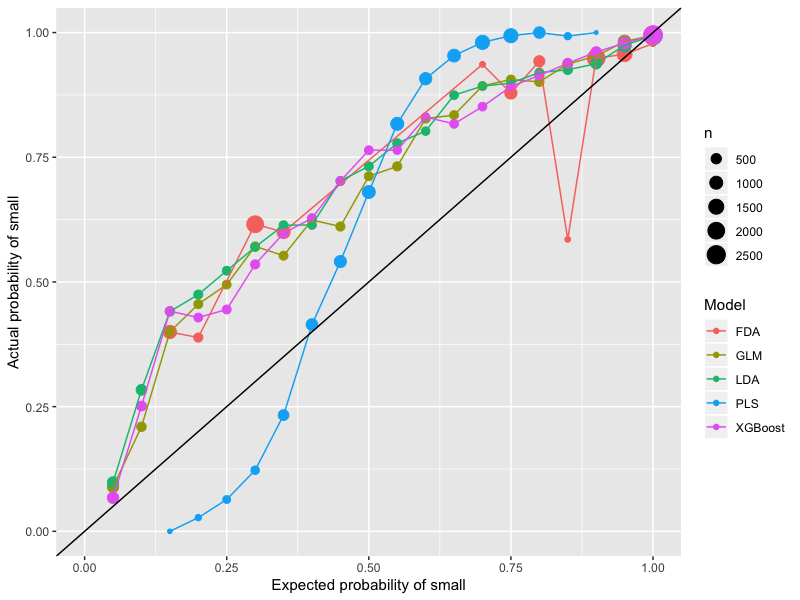 1.00
0.75
0.50
0.25
0.00
Actual probability of small
0.00 0.25 0.50 0.75 1.00
Expected probability of small
n
500
1000
1500
2000
2500
Model
FDA
GLM
LDA
PLS
XGBoost